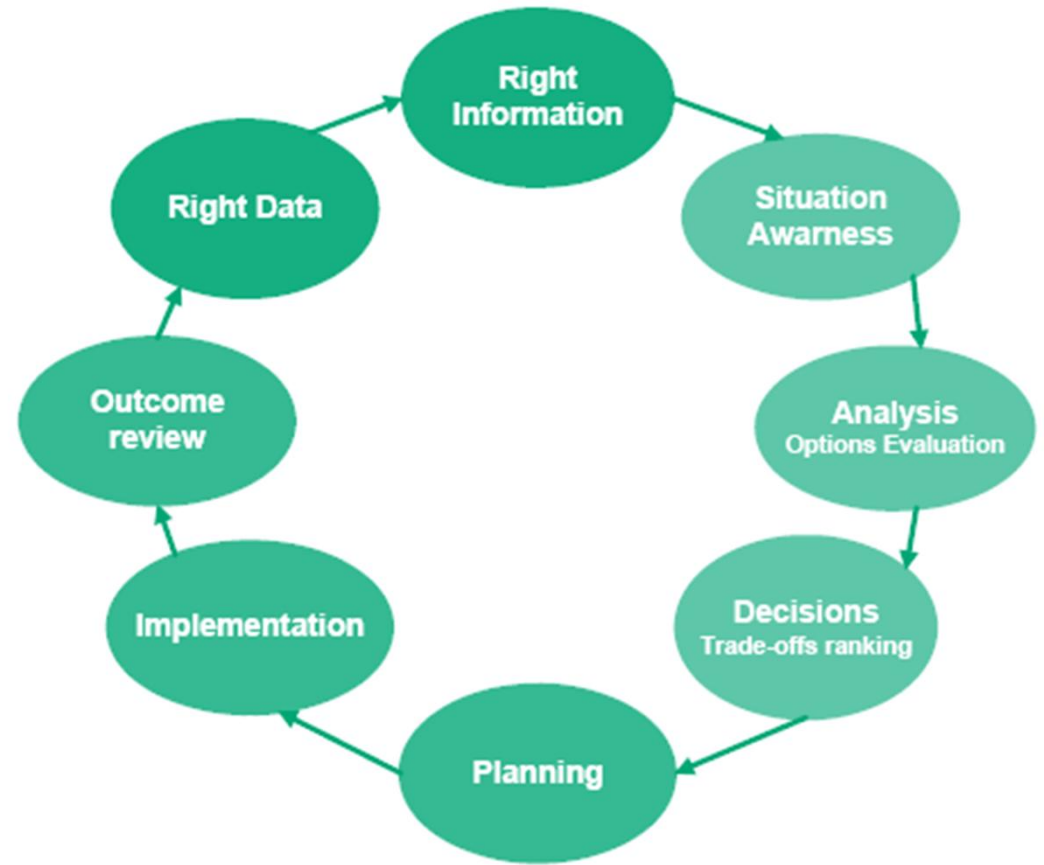 Right
Information
Situation
Awarness
Analysis
Options Evaluation
Decisions
Trade-offs ranking
Planning
Implementation
Outcome
review
Right Data